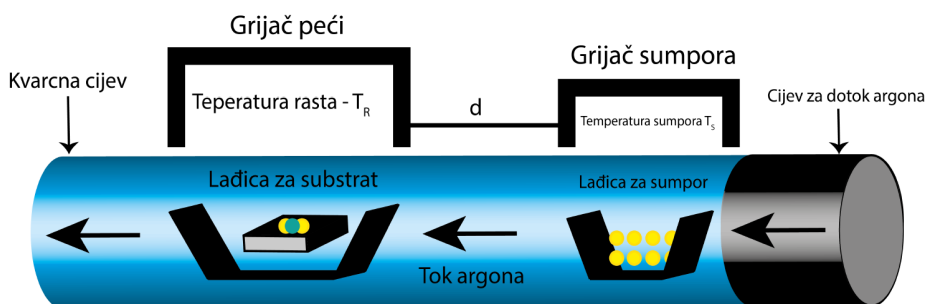 Grijač peći
Grijač sumpora
Kvarcna cijev
Teperatura rasta - T_R
d
Temperatura sumpora T_S
Cijev za dotok argona
Lađica za substrat
Lađica za sumpor
Tok argona